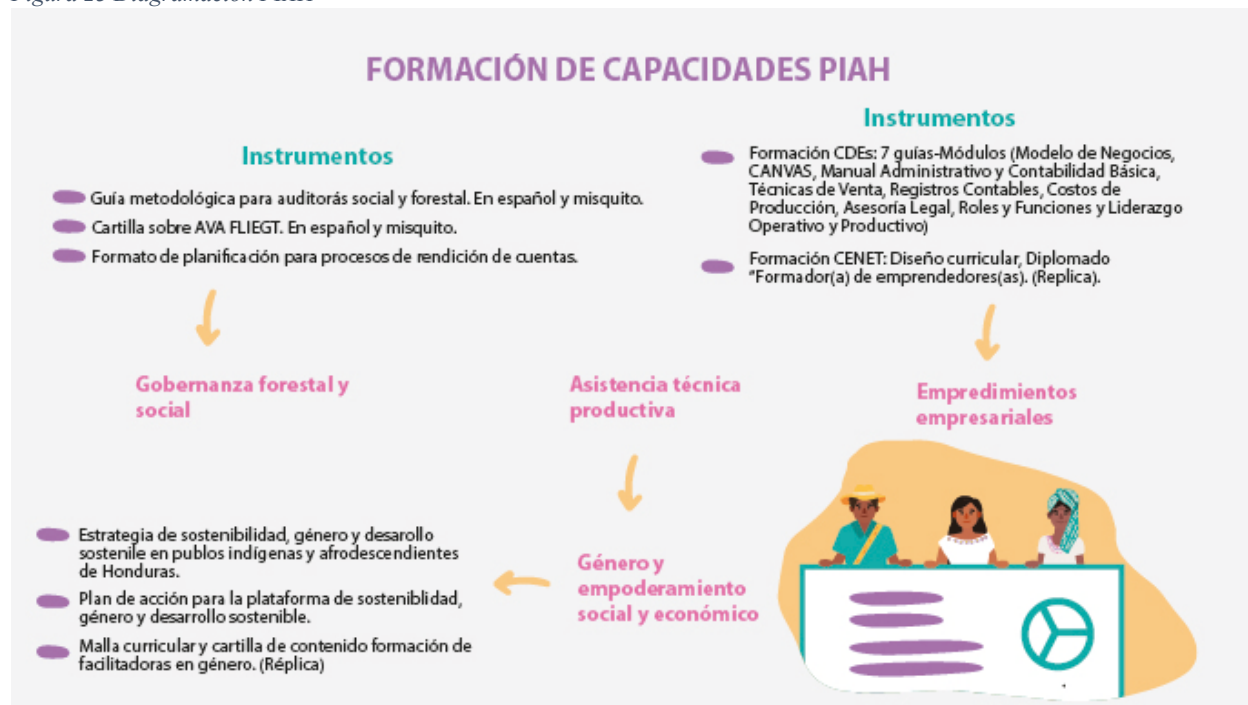 FORMACIÓN DE CAPACIDADES PIAH
Instrumentos
Guía metodológica para auditorás social y forestal. En español y misquito.
Cartilla sobre AVA FLIEGT. En español y misquito.
Formato de planificación para procesos de rendición de cuentas.
Instrumentos
Formación CDEs: 7 guías-Módulos (Modelo de Negocios,
CANVAS, Manual Administrativo y Contabilidad Básica,
Técnicas de Venta, Registros Contables, Costos de
Producción, Asesoría Legal, Roles y Funciones y Liderazgo
Operativo y Productivo)
Formación CENET: Diseño curricular, Diplomado
"Formador(a) de emprendedores(as). (Replica).
Gobernanza forestal y
social
Asistencia técnica
productiva
Empredimientos
empresariales
Estrategia de sostenibilidad, género y desarollo
sostenile en publos indígenas y afrodescendientes
de Honduras.
Plan de acción para la plataforma de sosteniblidad,
género y desarrollo sostenible.
Malla curricular y cartilla de contenido formación de
facilitadoras en género. (Réplica)
Género y
empoderamiento
social y económico